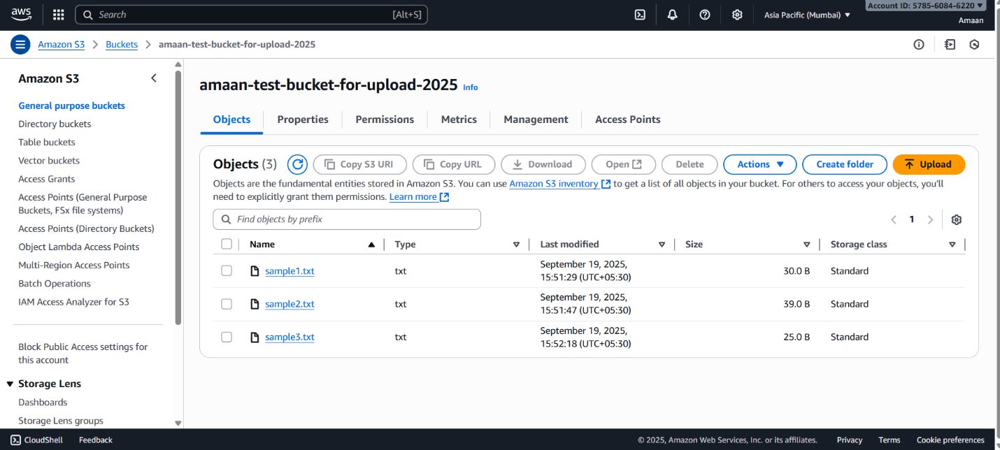 aws
Search [Alt+S]
Asia Pacific (Mumbai) ▼
Account ID: 5785-6084-6220 ▼
Amaan
Amazon S3 > Buckets > amaan-test-bucket-for-upload-2025
Amazon S3
General purpose buckets
Directory buckets
Table buckets
Vector buckets
Access Grants
Access Points (General Purpose
Buckets, FSx file systems)
Access Points (Directory Buckets)
Object Lambda Access Points
Multi-Region Access Points
Batch Operations
IAM Access Analyzer for S3
Block Public Access settings for
this account
Storage Lens
Dashboards
Storage Lens groups
amaan-test-bucket-for-upload-2025 Info
Objects Properties Permissions Metrics Management Access Points
Objects (3) Copy S3 URI Copy URL Download Open Delete Actions Create folder Upload
Objects are the fundamental entities stored in Amazon S3. You can use Amazon S3 inventory to get a list of all objects in your bucket. For others to access your objects, you'll
need to explicitly grant them permissions. Learn more
Find objects by prefix
1
Name Type Last modified Size Storage class
sample1.txt txt September 19, 2025, 30.0 B Standard
15:51:29 (UTC+05:30)
sample2.txt txt September 19, 2025, 39.0 B Standard
15:51:47 (UTC+05:30)
sample3.txt txt September 19, 2025, 25.0 B Standard
15:52:18 (UTC+05:30)
CloudShell Feedback © 2025, Amazon Web Services, Inc. or its affiliates. Privacy Terms Cookie preferences